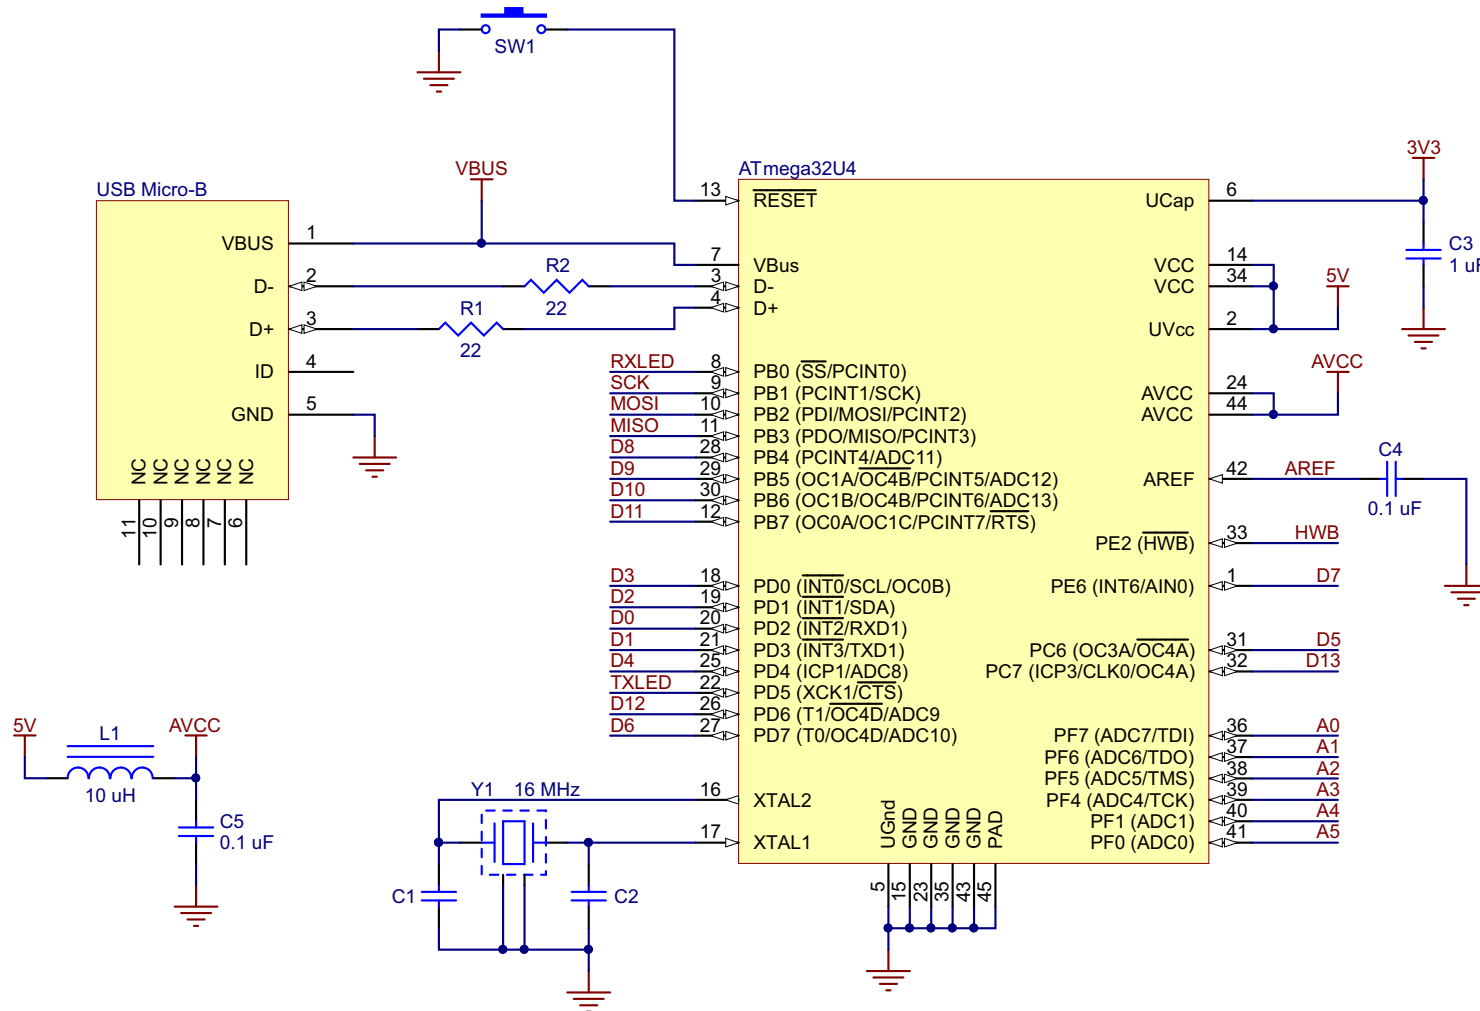 SW1
VBUS
USB Micro-B
1 VBUS
2 D-
3 D+
4 ID
5 GND
NC NC NC NC NC NC
11 10 9 8 7 6
R2
22
R1
22
ATmega32U4
13 RESET
7 VBus
3 D-
4 D+
RXLED 8 PB0 (SS/PCINT0)
SCK 9 PB1 (PCINT1/SCK)
MOSI 10 PB2 (PDI/MOSI/PCINT2)
MISO 11 PB3 (PDO/MISO/PCINT3)
D8 28 PB4 (PCINT4/ADC11)
D9 29 PB5 (OC1A/OC4B/PCINT5/ADC12)
D10 30 PB6 (OC1B/OC4B/PCINT6/ADC13)
D11 12 PB7 (OC0A/OC1C/PCINT7/RTS)
D3 18 PD0 (INT0/SCL/OC0B)
D2 19 PD1 (INT1/SDA)
D0 20 PD2 (INT2/RXD1)
D1 21 PD3 (INT3/TXD1)
D4 25 PD4 (ICP1/ADC8)
TXLED 22 PD5 (XCK1/CTS)
D12 26 PD6 (T1/OC4D/ADC9
D6 27 PD7 (T0/OC4D/ADC10)
16 XTAL2
17 XTAL1
UCap 6
VCC 14
VCC 34
UVcc 2
AVCC 24
AVCC 44
AREF 42 AREF
PE2 (HWB) 33 HWB
PE6 (INT6/AIN0) 1 D7
PC6 (OC3A/OC4A) 31 D5
PC7 (ICP3/CLK0/OC4A) 32 D13
PF7 (ADC7/TDI) 36 A0
PF6 (ADC6/TDO) 37 A1
PF5 (ADC5/TMS) 38 A2
PF4 (ADC4/TCK) 39 A3
PF1 (ADC1) 40 A4
PF0 (ADC0) 41 A5
UGnd GND GND GND GND PAD
5 15 23 35 43 45
3V3
C3
1 uF
5V
AVCC
C4
0.1 uF
5V
L1
10 uH
AVCC
C5
0.1 uF
Y1 16 MHz
C1
C2